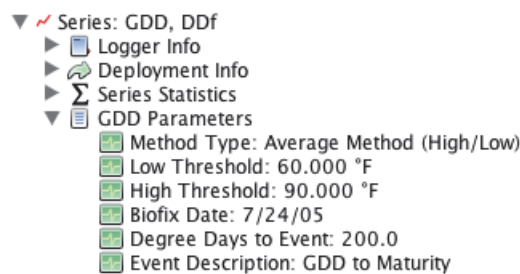 Series: GDD, DDf
Logger Info
Deployment Info
Σ Series Statistics
GDD Parameters
Method Type: Average Method (High/Low)
Low Threshold: 60.000 °F
High Threshold: 90.000 °F
Biofix Date: 7/24/05
Degree Days to Event: 200.0
Event Description: GDD to Maturity